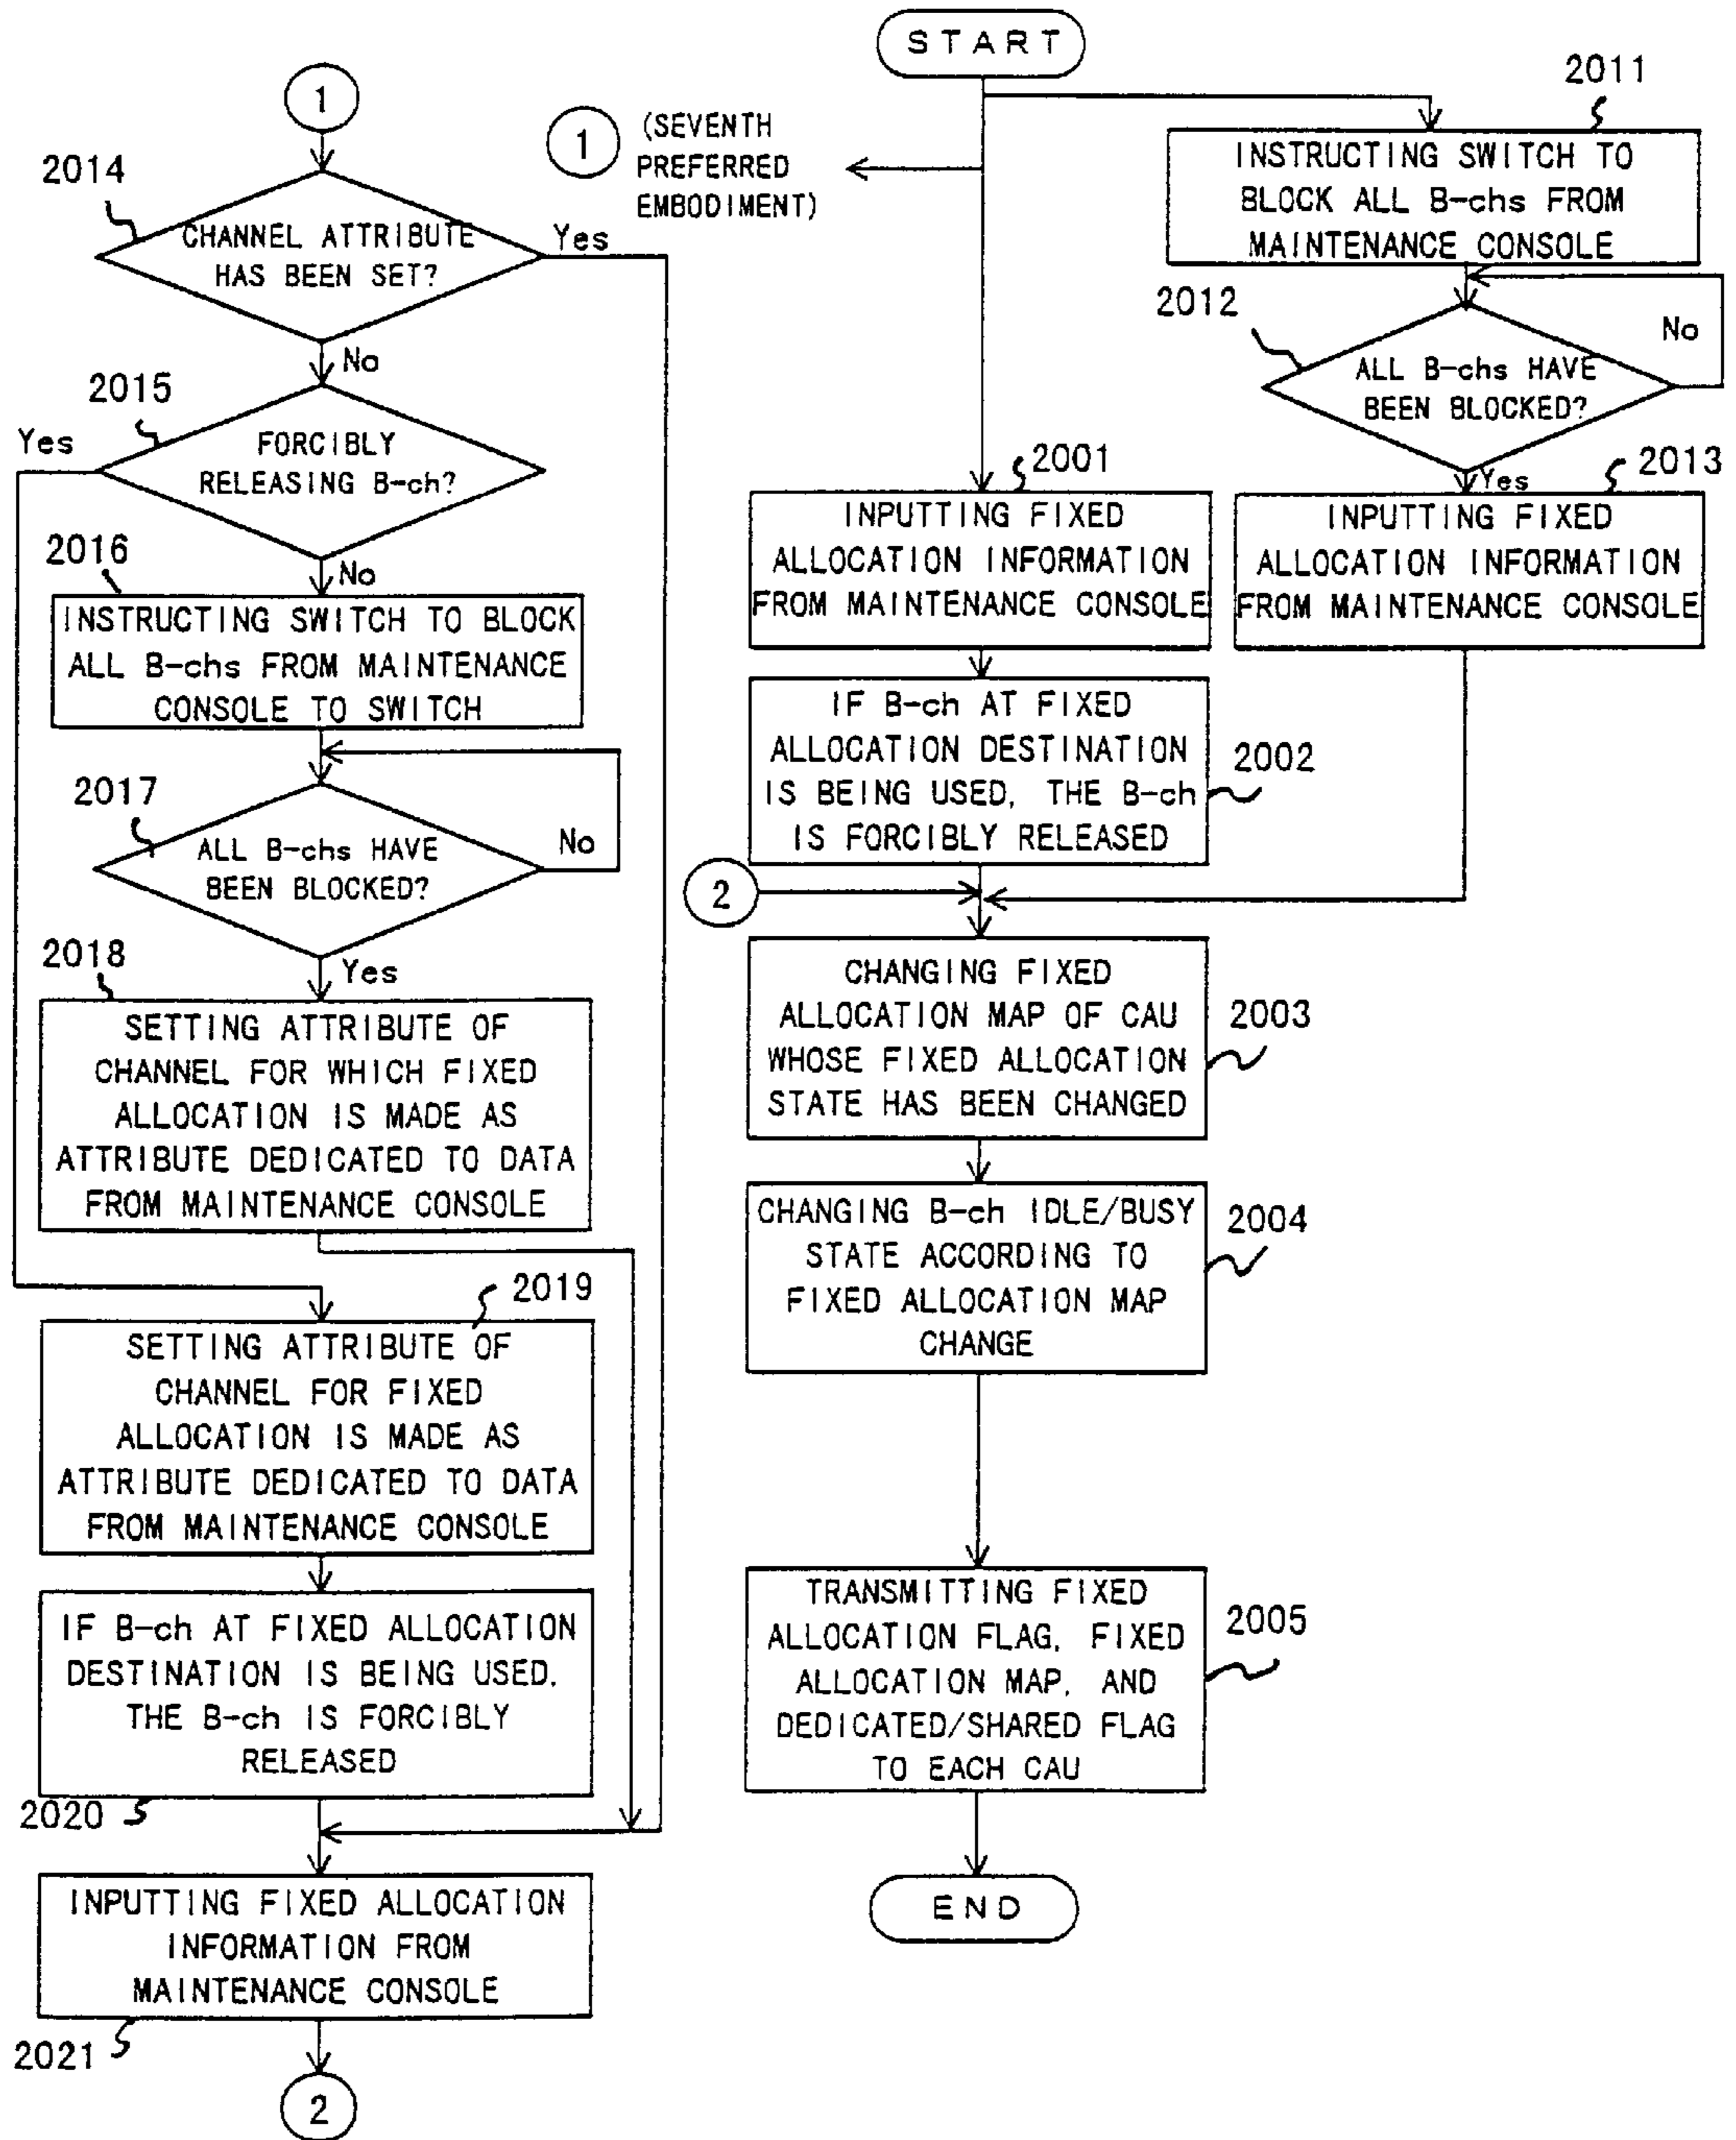 START
1
1
(SEVENTH
PREFERRED
EMBODIMENT)
2011
INSTRUCTING SWITCH TO
BLOCK ALL B-chs FROM
MAINTENANCE CONSOLE
2012
ALL B-chs HAVE
BEEN BLOCKED?
No
Yes
2013
INPUTTING FIXED
ALLOCATION INFORMATION
FROM MAINTENANCE CONSOLE
2001
INPUTTING FIXED
ALLOCATION INFORMATION
FROM MAINTENANCE CONSOLE
IF B-ch AT FIXED
ALLOCATION DESTINATION
IS BEING USED, THE B-ch
IS FORCIBLY RELEASED
2002
2
CHANGING FIXED
ALLOCATION MAP OF CAU
WHOSE FIXED ALLOCATION
STATE HAS BEEN CHANGED
2003
CHANGING B-ch IDLE/BUSY
STATE ACCORDING TO
FIXED ALLOCATION MAP
CHANGE
2004
TRANSMITTING FIXED
ALLOCATION FLAG, FIXED
ALLOCATION MAP, AND
DEDICATED/SHARED FLAG
TO EACH CAU
2005
END
2014
CHANNEL ATTRIBUTE
HAS BEEN SET?
Yes
No
2015
Yes
FORCIBLY
RELEASING B-ch?
No
2016
INSTRUCTING SWITCH TO BLOCK
ALL B-chs FROM MAINTENANCE
CONSOLE TO SWITCH
2017
ALL B-chs HAVE
BEEN BLOCKED?
No
Yes
2018
SETTING ATTRIBUTE OF
CHANNEL FOR WHICH FIXED
ALLOCATION IS MADE AS
ATTRIBUTE DEDICATED TO DATA
FROM MAINTENANCE CONSOLE
2019
SETTING ATTRIBUTE OF
CHANNEL FOR FIXED
ALLOCATION IS MADE AS
ATTRIBUTE DEDICATED TO DATA
FROM MAINTENANCE CONSOLE
IF B-ch AT FIXED ALLOCATION
DESTINATION IS BEING USED,
THE B-ch IS FORCIBLY
RELEASED
2020
INPUTTING FIXED ALLOCATION
INFORMATION FROM
MAINTENANCE CONSOLE
2021
2